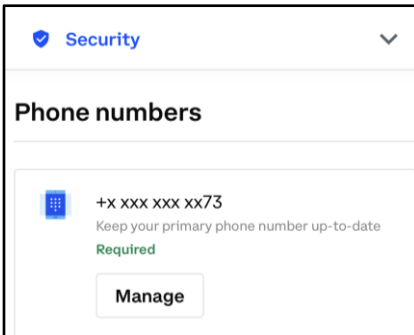 Security
Phone numbers
+x xxx xxx xx73
Keep your primary phone number up-to-date
Required
Manage